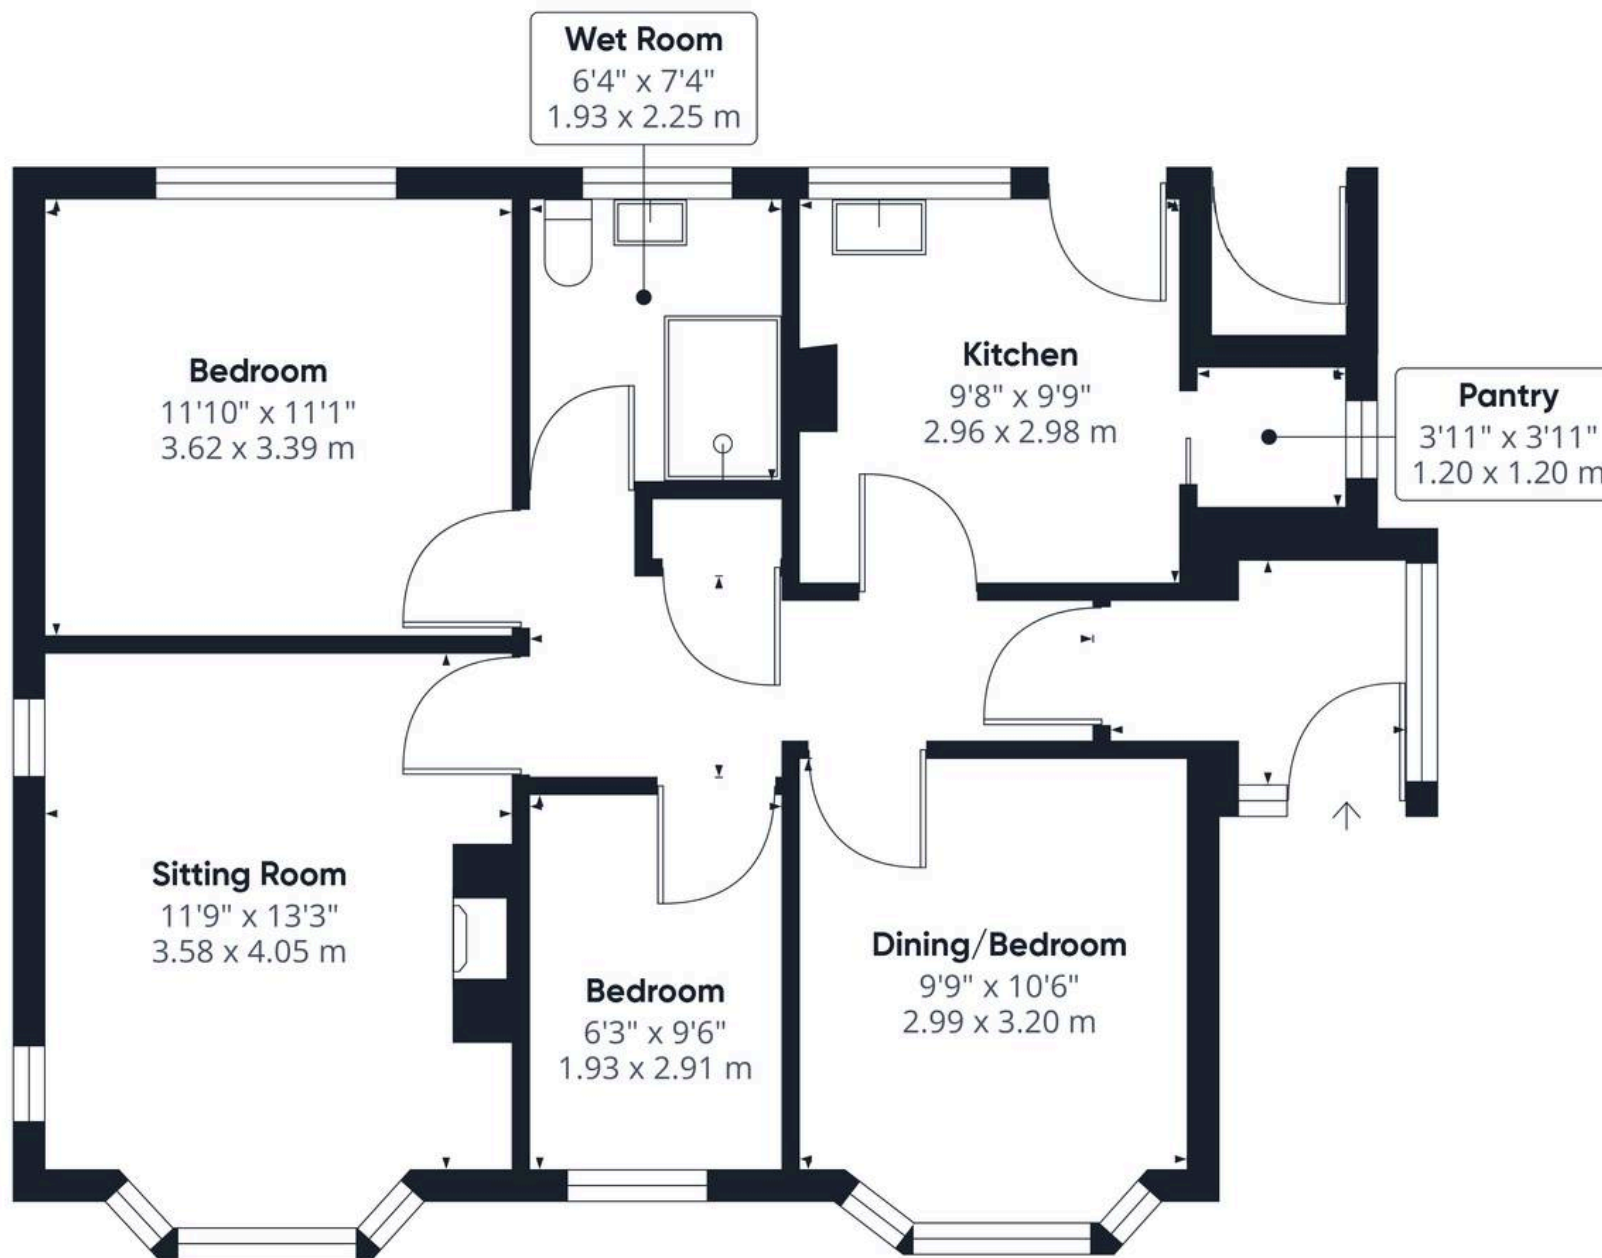 Wet Room
6'4" x 7'4"
1.93 x 2.25 m
Bedroom
11'10" x 11'1"
3.62 x 3.39 m
Kitchen
9'8" x 9'9"
2.96 x 2.98 m
Pantry
3'11" x 3'11"
1.20 x 1.20 m
Sitting Room
11'9" x 13'3"
3.58 x 4.05 m
Bedroom
6'3" x 9'6"
1.93 x 2.91 m
Dining/Bedroom
9'9" x 10'6"
2.99 x 3.20 m